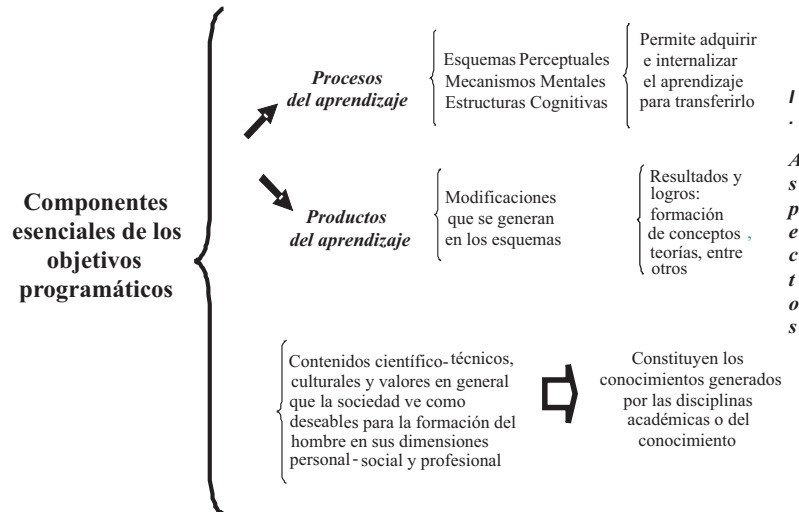 Componentes
esenciales de los
objetivos
programáticos
Procesos
del aprendizaje
Esquemas Perceptuales
Mecanismos Mentales
Estructuras Cognitivas
Permite adquirir
e internalizar
el aprendizaje
para transferirlo
Productos
del aprendizaje
Modificaciones
que se generan
en los esquemas
Resultados y
logros:
formación
de conceptos ,
teorías, entre
otros
Contenidos científico-técnicos,
culturales y valores en general
que la sociedad ve como
deseables para la formación del
hombre en sus dimensiones
personal-social y profesional
Constituyen los
conocimientos generados
por las disciplinas
académicas o del
conocimiento
I
.
A
s
p
e
c
t
o
s